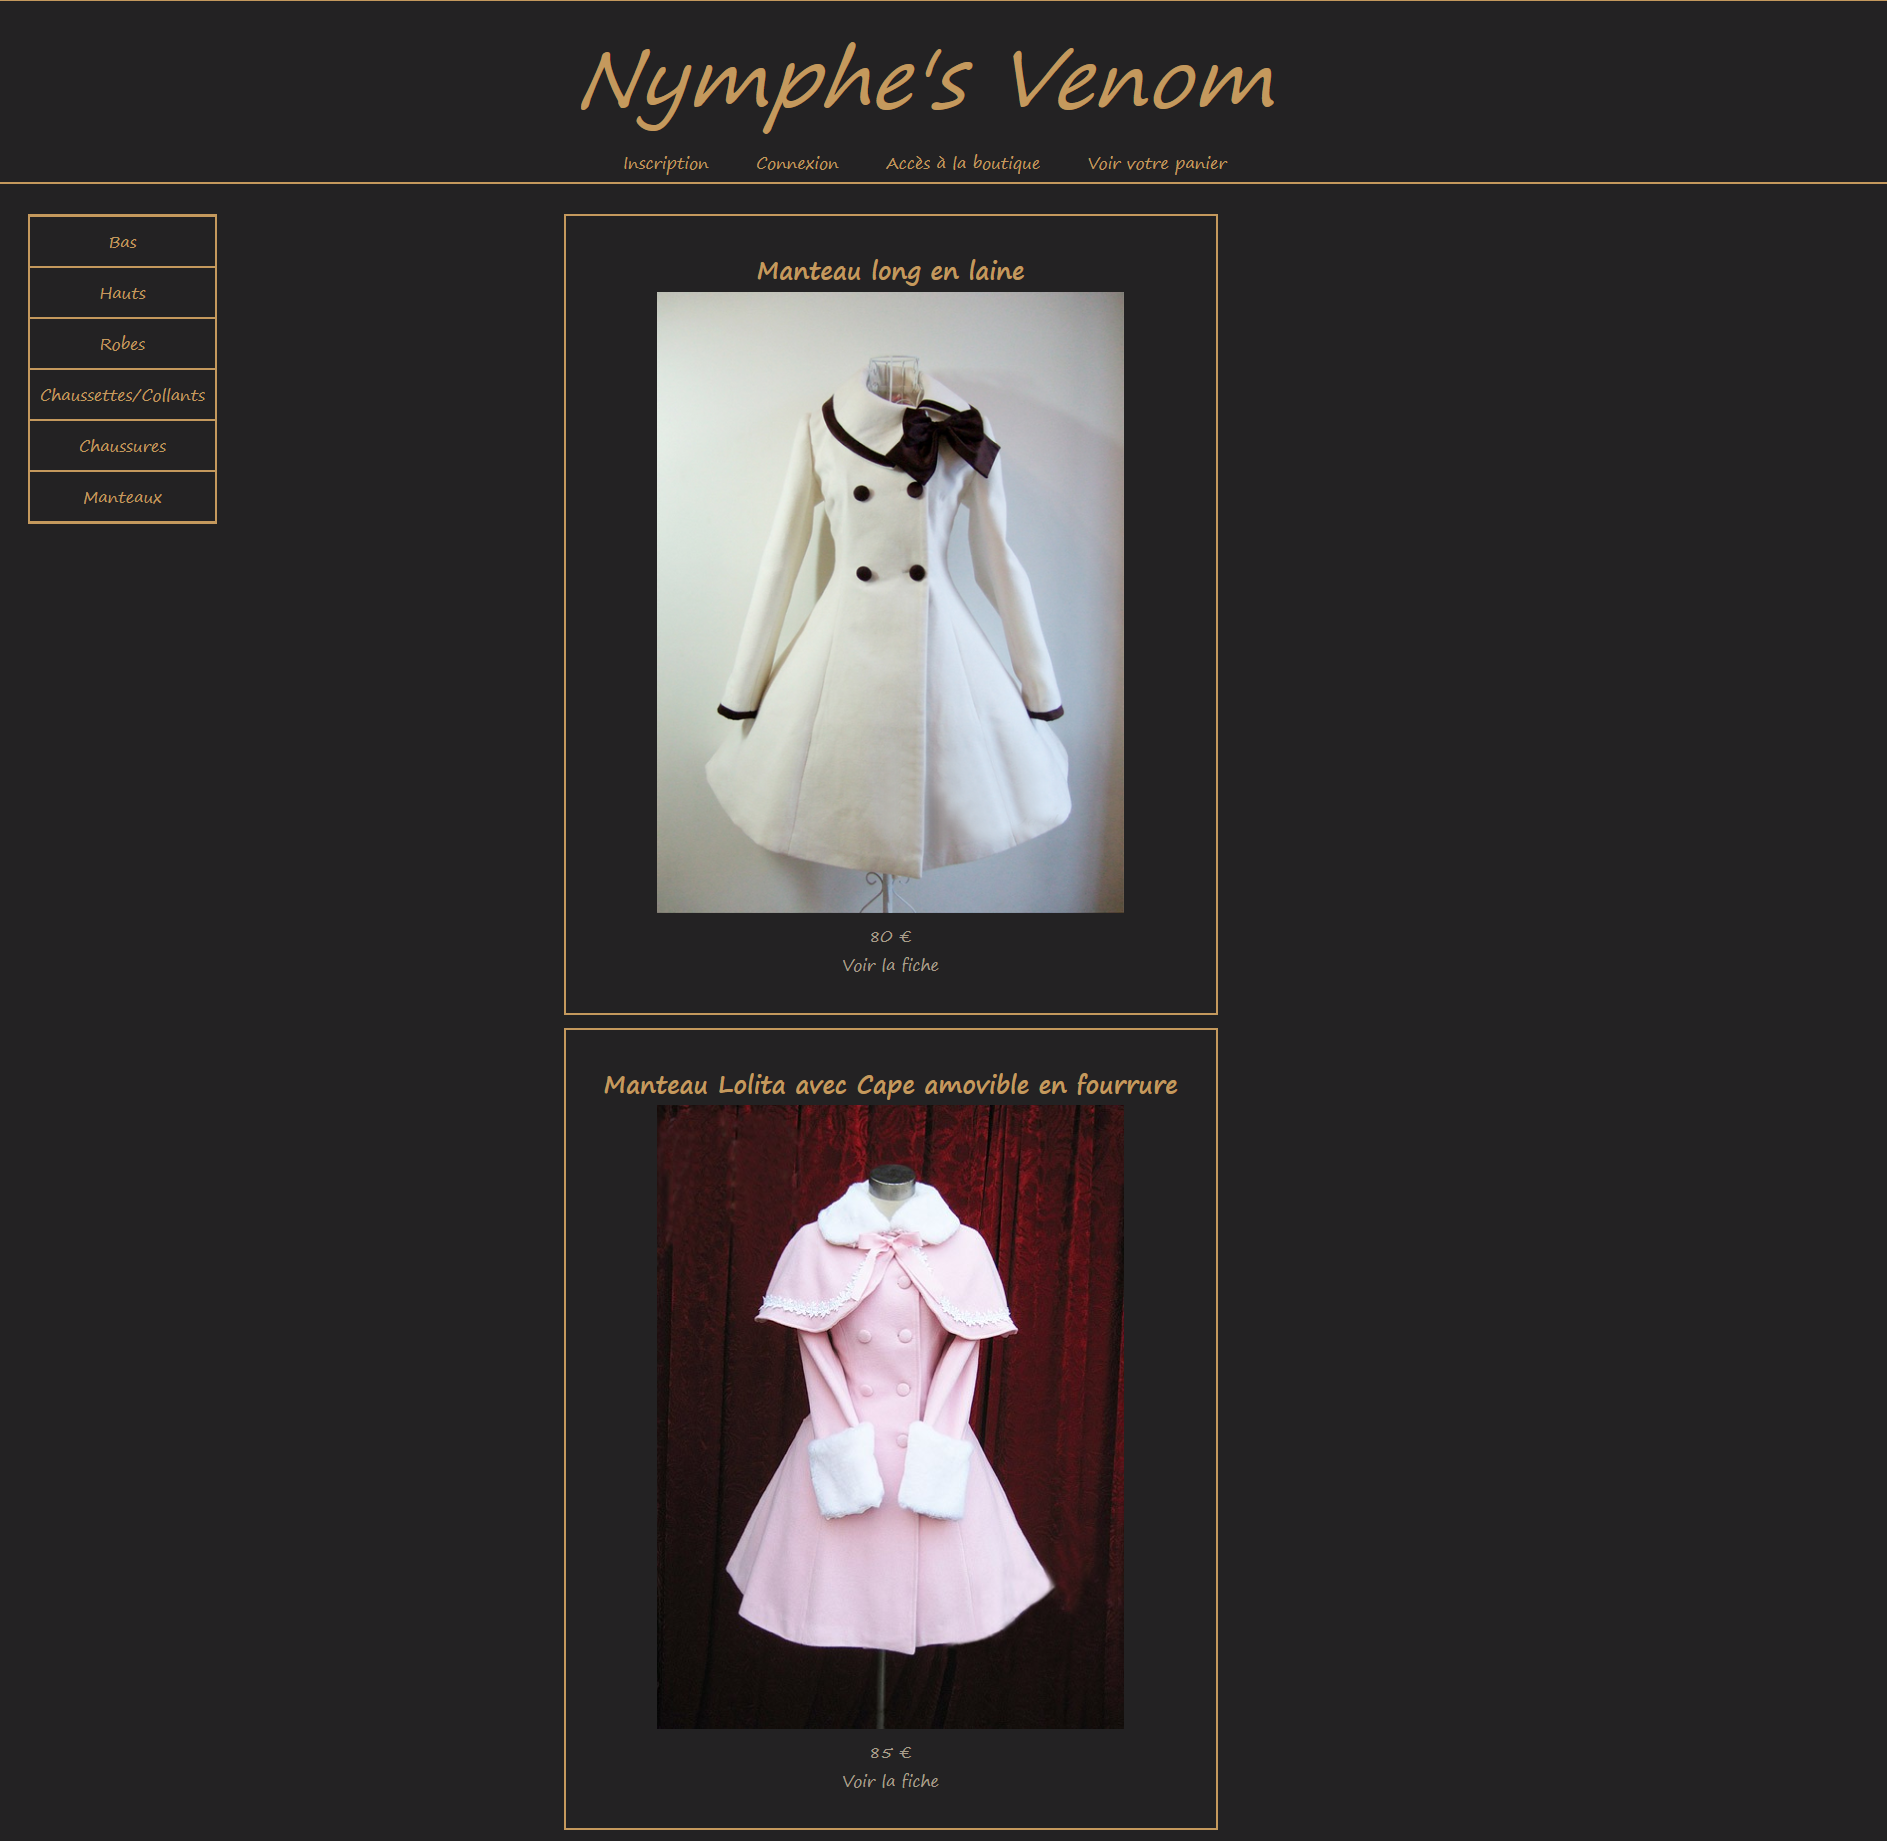 Nymphe's Venom
Inscription Connexion Accès à la boutique Voir votre panier
Bas
Hauts
Robes
Chaussettes/Collants
Chaussures
Manteaux
Manteau long en laine
80 €
Voir la fiche
Manteau Lolita avec Cape amovible en fourrure
85 €
Voir la fiche